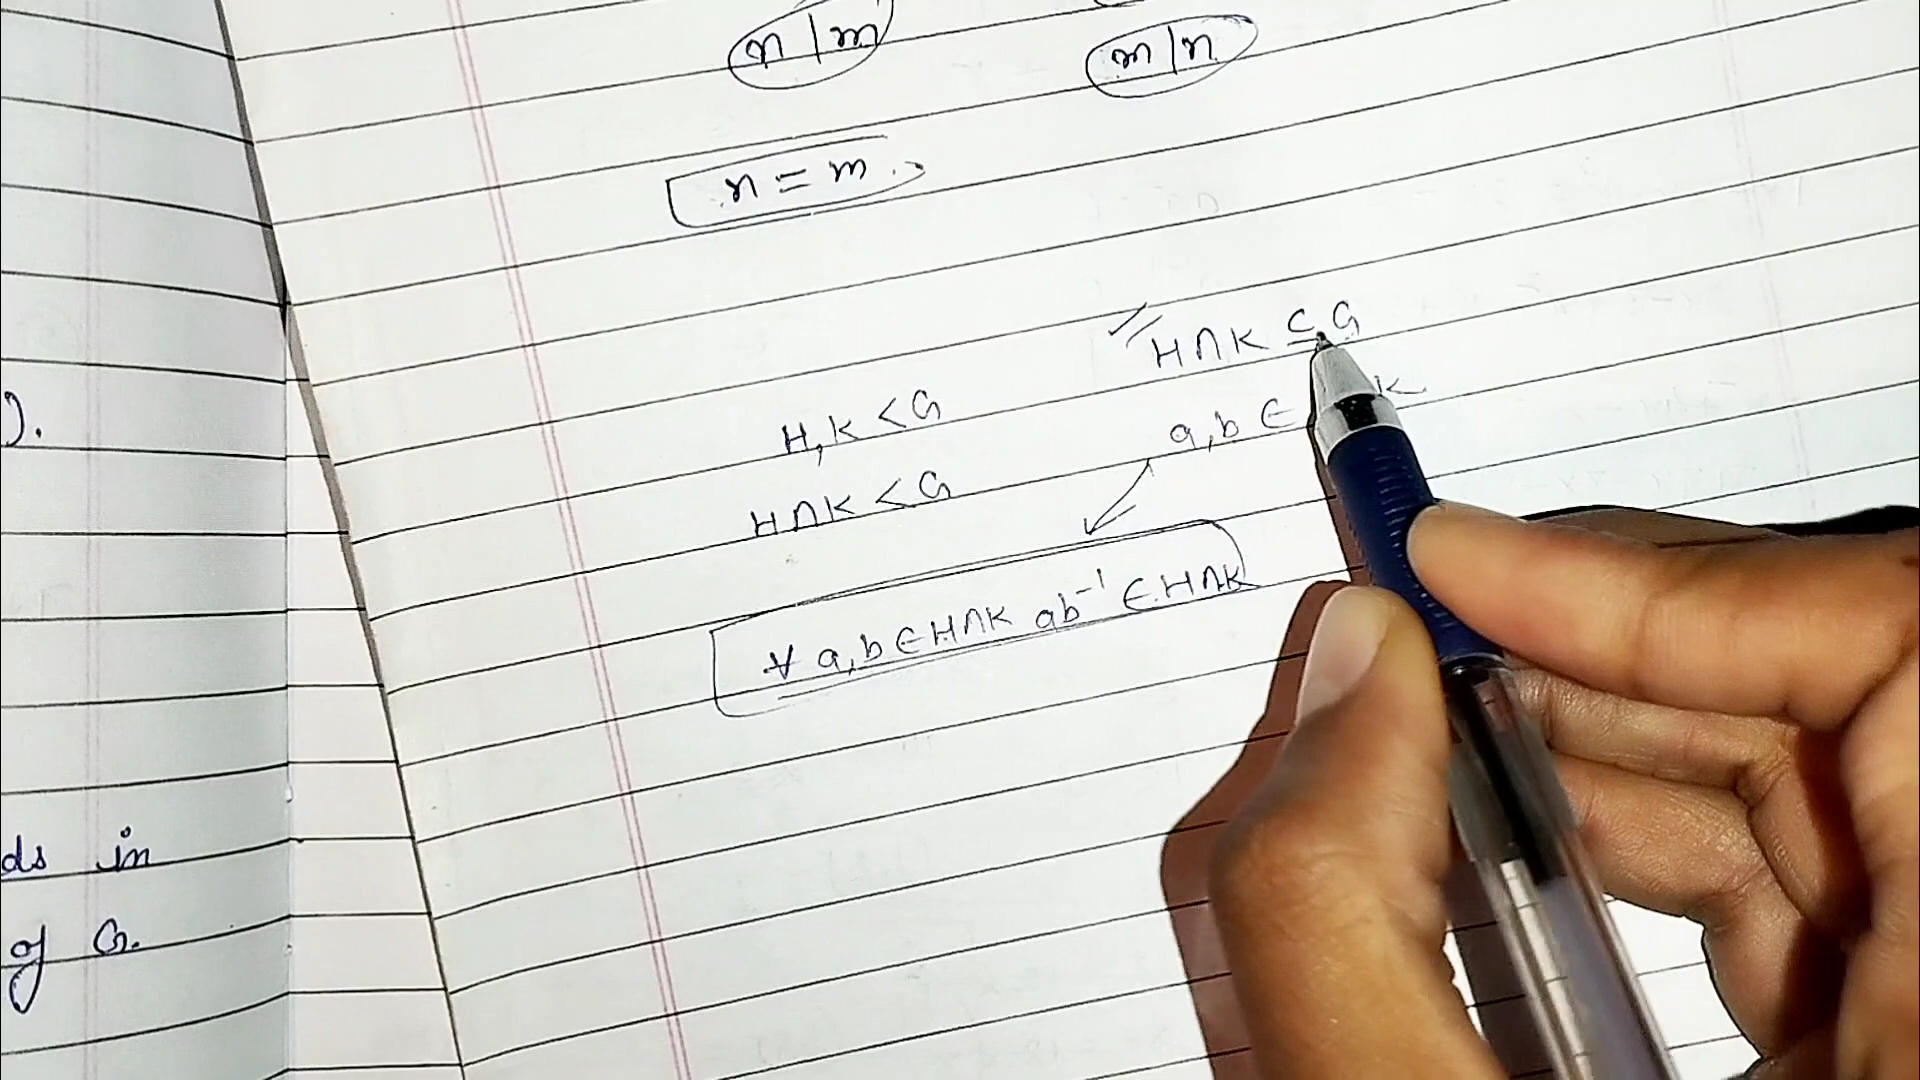 n | m
m | n
n = m.
H∩K ⊆ G
H, K < G
a, b ∈
K
H∩K < G
∀ a, b ∈ H∩K ab⁻¹ ∈ H∩K
).
ds in
of G.